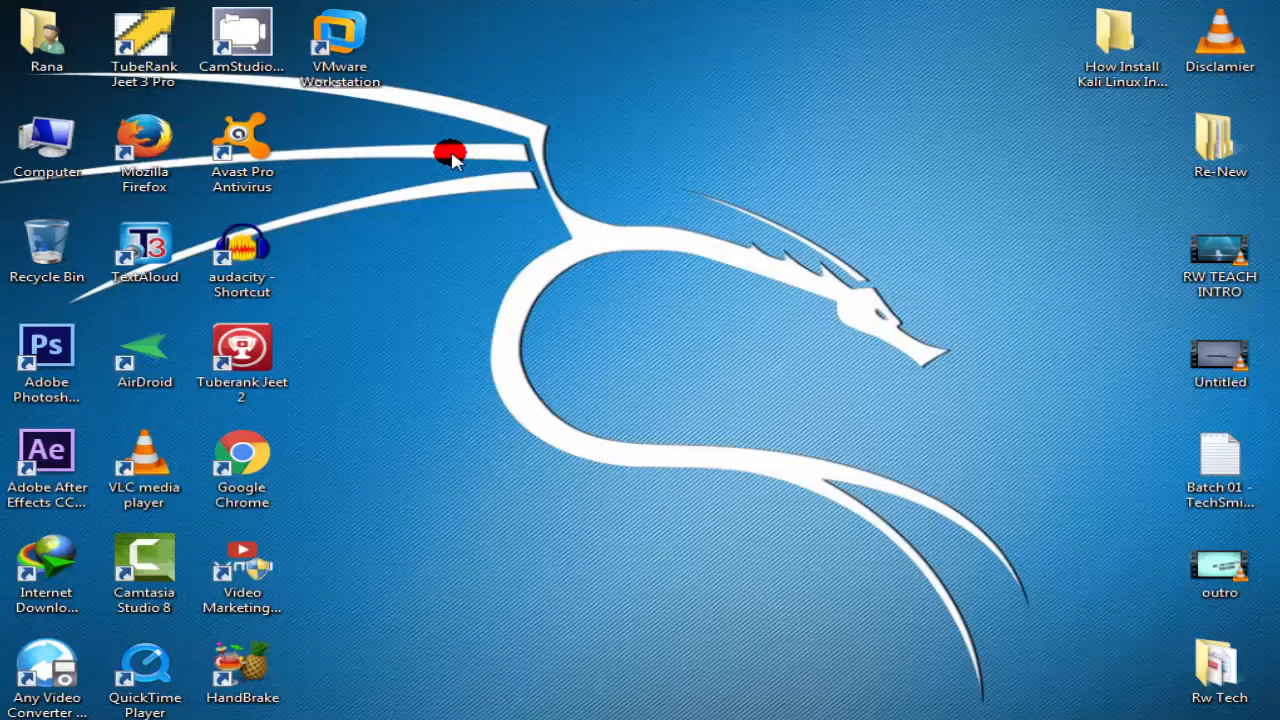 Rana
TubeRank
Jeet 3 Pro
CamStudio...
VMware
Workstation
How Install
Kali Linux In...
Disclamier
Computer
Mozilla
Firefox
Avast Pro
Antivirus
Re-New
Recycle Bin
T3
TextAloud
audacity -
Shortcut
RW TEACH
INTRO
Ps
Adobe
Photosh...
AirDroid
Tuberank Jeet
2
Untitled
Ae
Adobe After
Effects CC...
VLC media
player
Google
Chrome
Batch 01 -
TechSmi...
Internet
Downlo...
C
Camtasia
Studio 8
Video
Marketing...
outro
Any Video
Converter ...
QuickTime
Player
HandBrake
Rw Tech